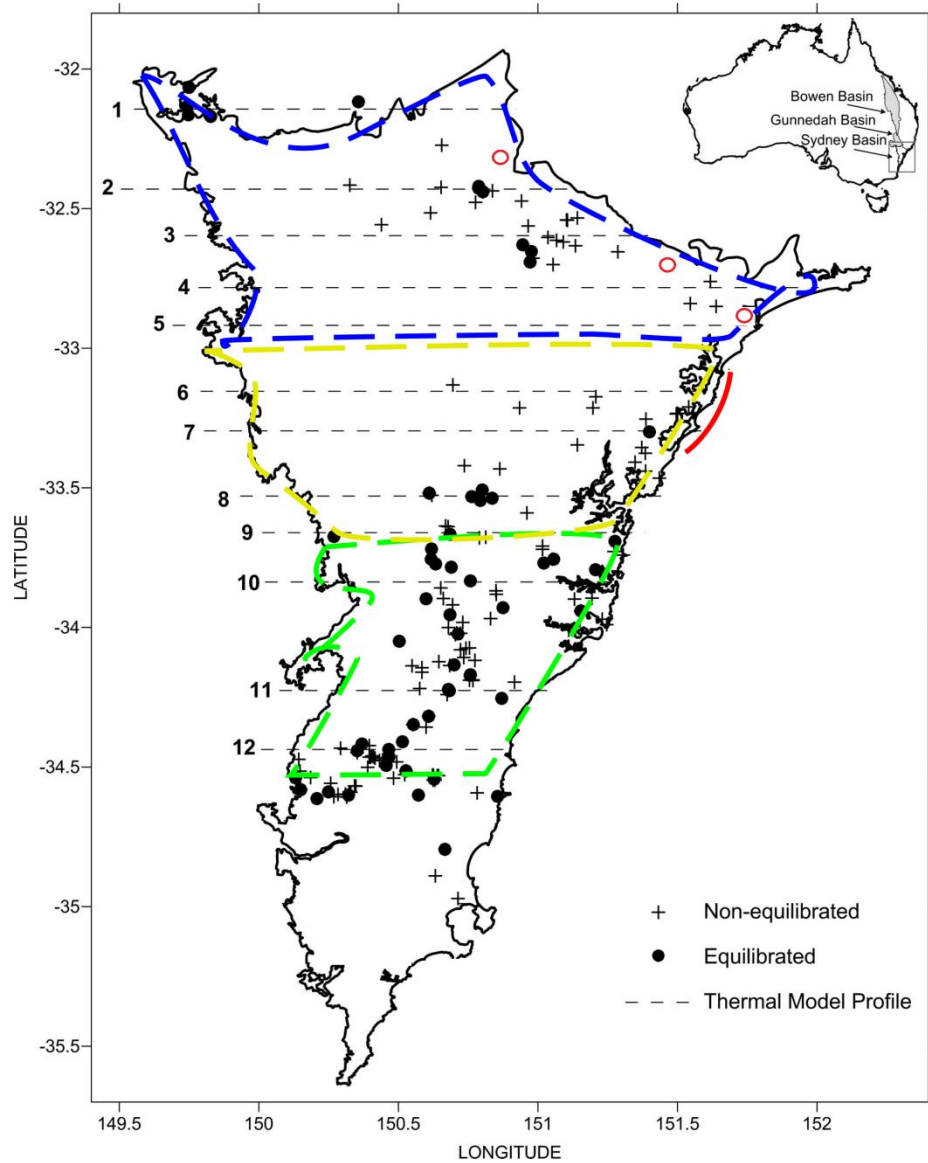 Bowen Basin
Gunnedah Basin
Sydney Basin
-32
1
2
-32.5
3
4
5
-33
6
7
8
-33.5
9
10
-34
11
12
-34.5
-35
-35.5
LATITUDE
Non-equilibrated
Equilibrated
Thermal Model Profile
149.5 150 150.5 151 151.5 152
LONGITUDE